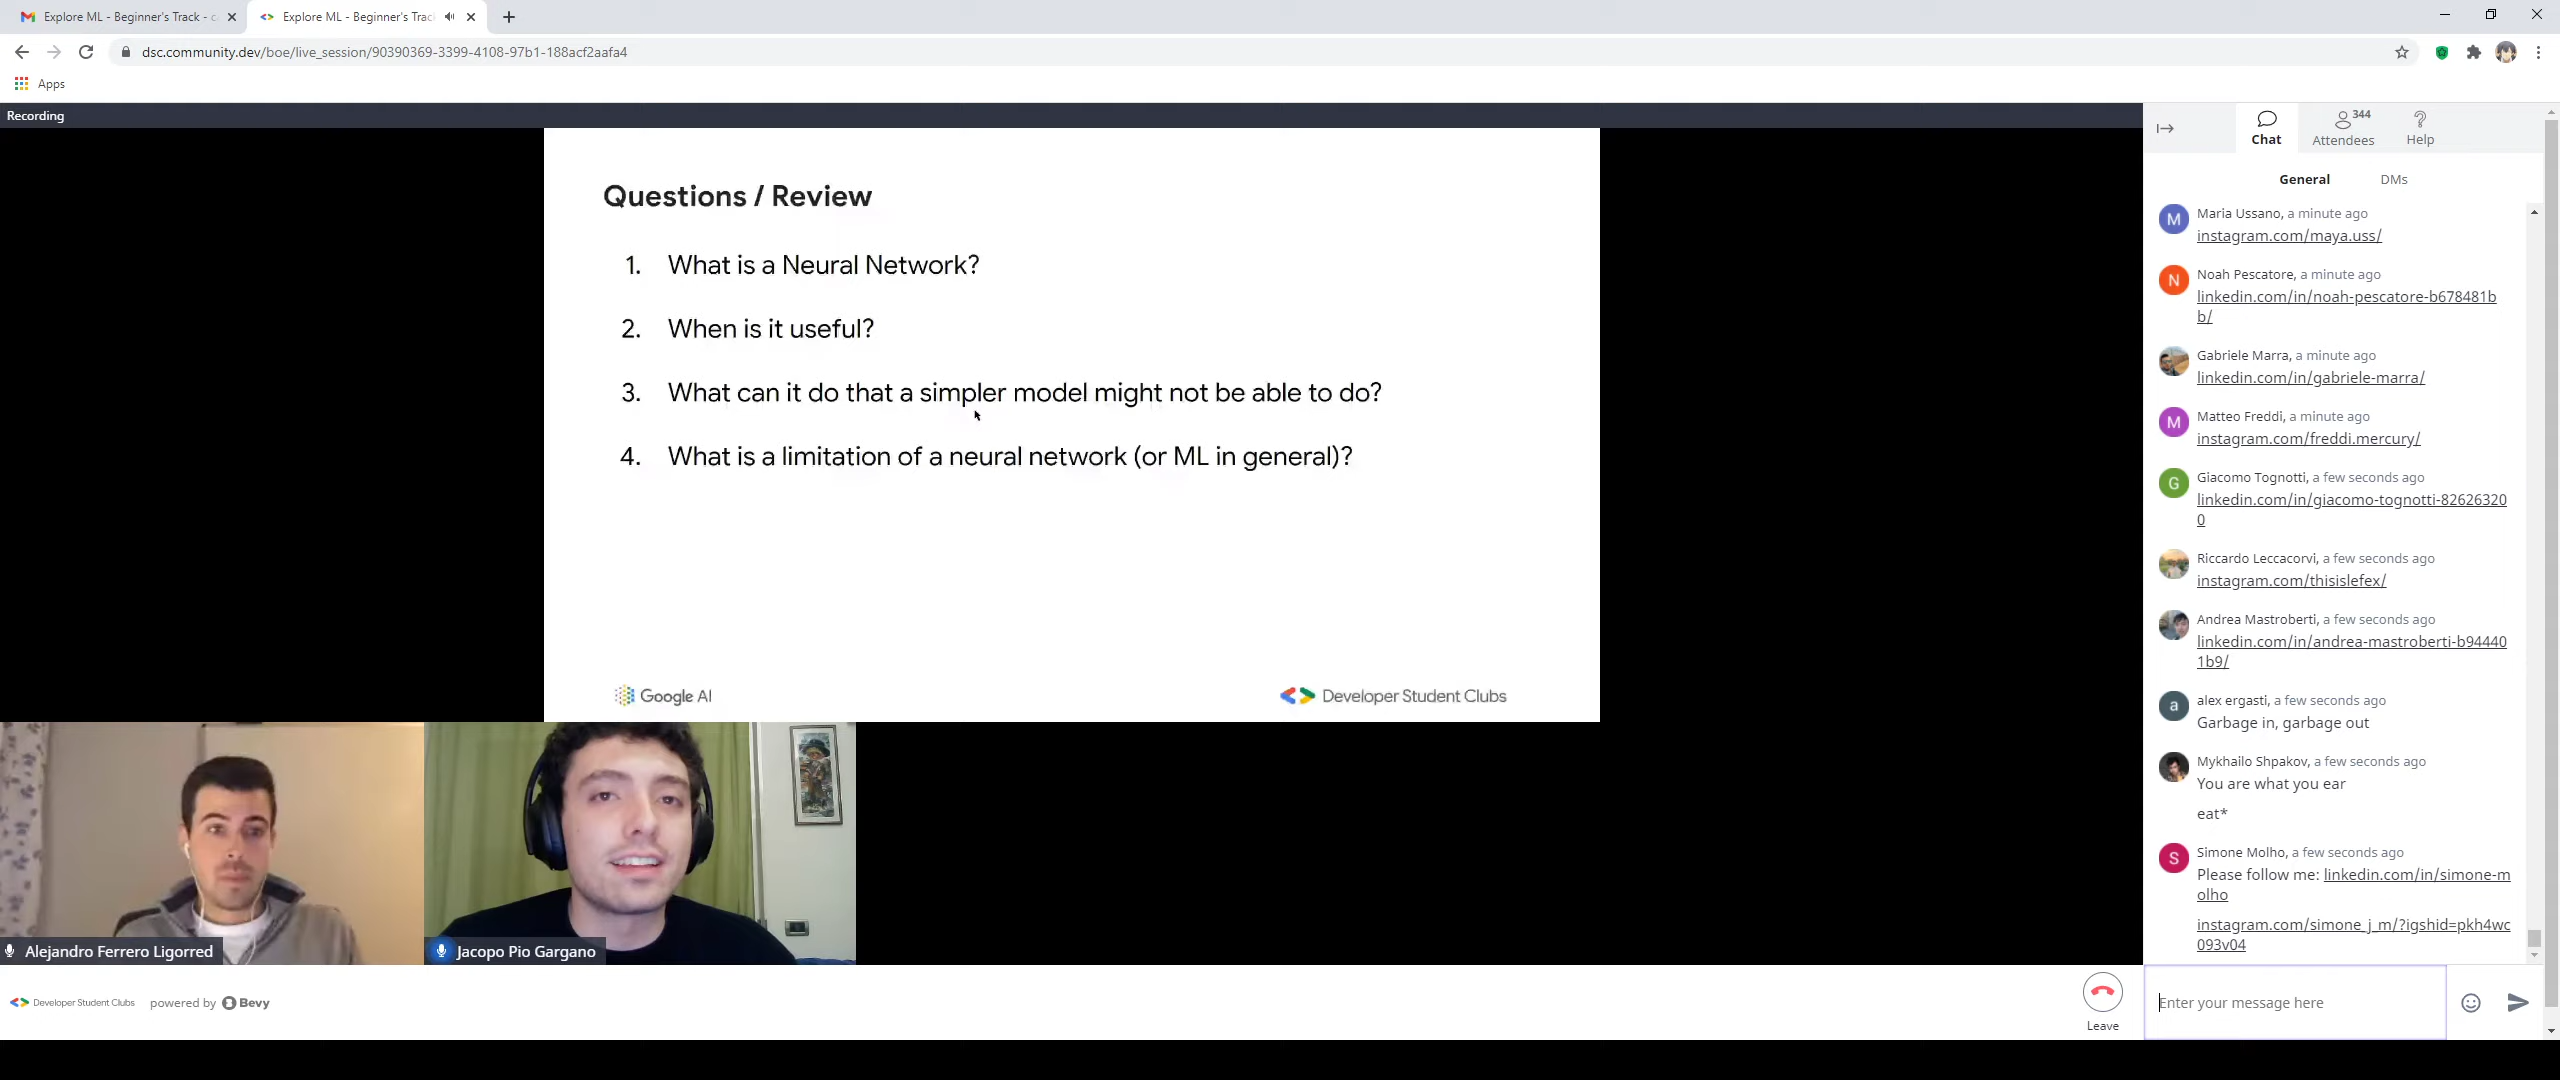 Explore ML - Beginner's Track - c
Explore ML - Beginner's Trac
dsc.community.dev/boe/live_session/90390369-3399-4108-97b1-188acf2aafa4
Apps
Recording
Questions / Review
1. What is a Neural Network?
2. When is it useful?
3. What can it do that a simpler model might not be able to do?
4. What is a limitation of a neural network (or ML in general)?
Google AI
Developer Student Clubs
Alejandro Ferrero Ligorred
Jacopo Pio Gargano
Developer Student Clubs powered by Bevy
Leave
Chat
344
Attendees
Help
General
DMs
M
Maria Ussano, a minute ago
instagram.com/maya.uss/
N
Noah Pescatore, a minute ago
linkedin.com/in/noah-pescatore-b678481b
b/
Gabriele Marra, a minute ago
linkedin.com/in/gabriele-marra/
M
Matteo Freddi, a minute ago
instagram.com/freddi.mercury/
G
Giacomo Tognotti, a few seconds ago
linkedin.com/in/giacomo-tognotti-82626320
0
Riccardo Leccacorvi, a few seconds ago
instagram.com/thisislefex/
Andrea Mastroberti, a few seconds ago
linkedin.com/in/andrea-mastroberti-b94440
1b9/
a
alex ergasti, a few seconds ago
Garbage in, garbage out
Mykhailo Shpakov, a few seconds ago
You are what you ear
eat*
S
Simone Molho, a few seconds ago
Please follow me: linkedin.com/in/simone-m
olho
instagram.com/simone_j_m/?igshid=pkh4wc
093v04
Enter your message here